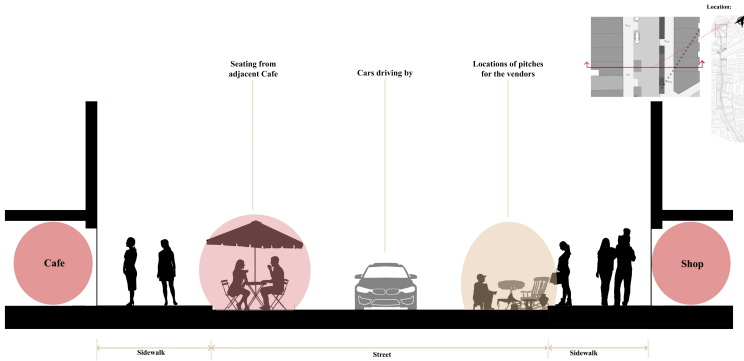 Location:
Seating from
adjacent Cafe
Cars driving by
Locations of pitches
for the vendors
Cafe
Shop
Sidewalk
Street
Sidewalk